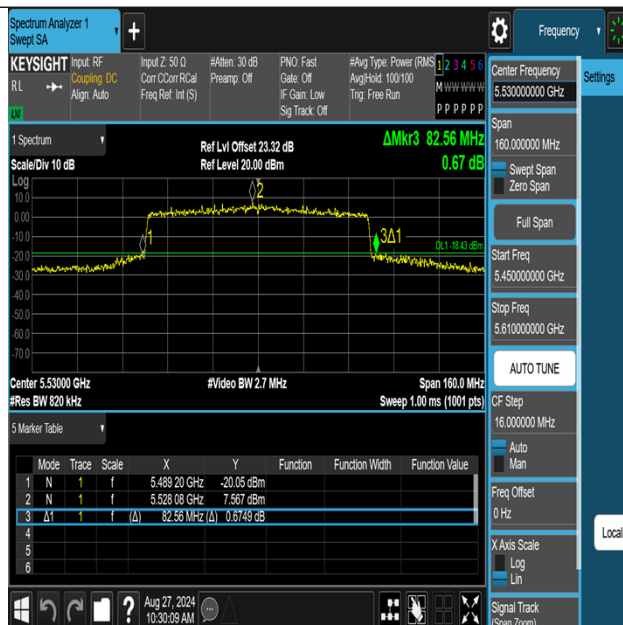 Spectrum Analyzer 1
Swept SA
+
Frequency
KEYSIGHT
RL
LXI
Input: RF
Coupling: DC
Align: Auto
Input Z: 50 Ω
Corr CCorr RCal
Freq Ref: Int (S)
#Atten: 30 dB
Preamp: Off
PNO: Fast
Gate: Off
IF Gain: Low
Sig Track: Off
#Avg Type: Power (RMS
Avg|Hold: 100/100
Trig: Free Run
1 2 3 4 5 6
M W W W W W
P P P P P P
1 Spectrum
Scale/Div 10 dB
Ref Lvl Offset 23.32 dB
Ref Level 20.00 dBm
ΔMkr3 82.56 MHz
0.67 dB
Log
10.0
0.00
-10.0
-20.0
-30.0
-40.0
-50.0
-60.0
-70.0
1
2
3Δ1
DL1 -18.43 dBm
Center 5.53000 GHz
#Res BW 820 kHz
#Video BW 2.7 MHz
Span 160.0 MHz
Sweep 1.00 ms (1001 pts)
5 Marker Table
Mode Trace Scale X Y Function Function Width Function Value
1 N 1 f 5.489 20 GHz -20.05 dBm
2 N 1 f 5.528 08 GHz 7.567 dBm
3 Δ1 1 f (Δ) 82.56 MHz (Δ) 0.6749 dB
4
5
6
Aug 27, 2024
10:30:09 AM
?
Center Frequency
5.530000000 GHz
Span
160.000000 MHz
Swept Span
Zero Span
Full Span
Start Freq
5.450000000 GHz
Stop Freq
5.610000000 GHz
AUTO TUNE
CF Step
16.000000 MHz
Auto
Man
Freq Offset
0 Hz
X Axis Scale
Log
Lin
Signal Track
(Span Zoom)
Settings
Local